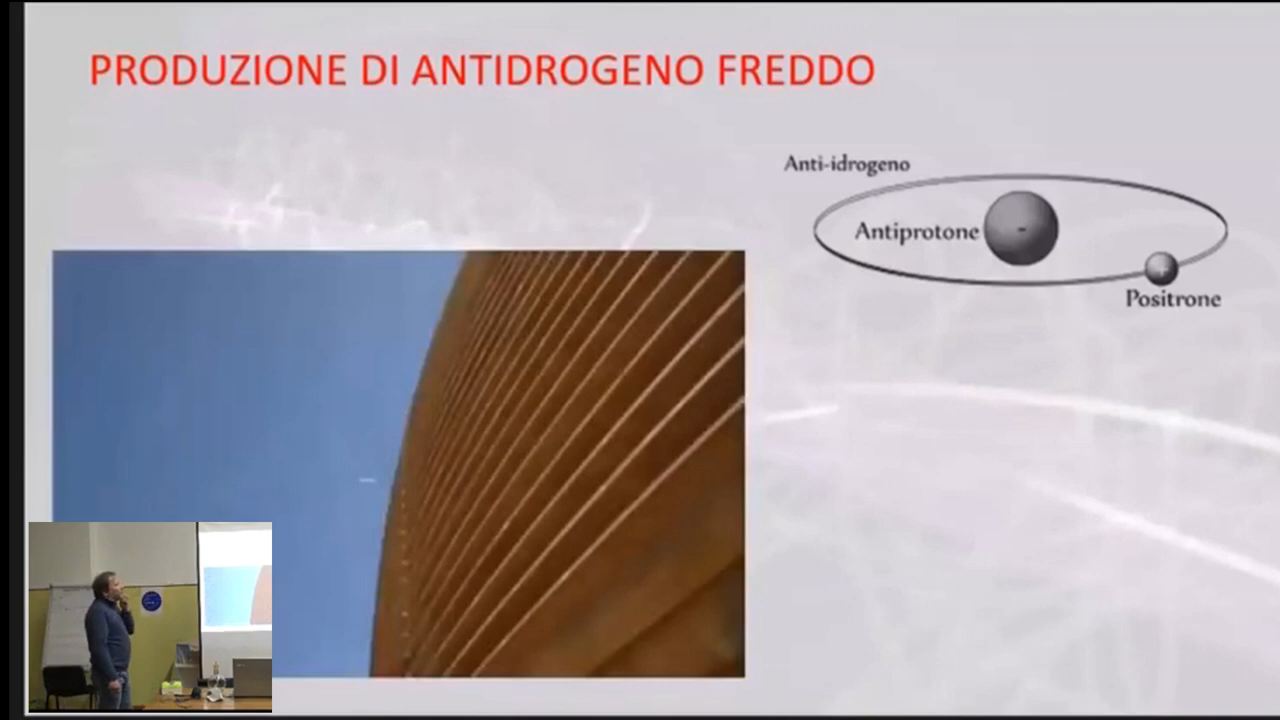 PRODUZIONE DI ANTIDROGENO FREDDO
Anti-idrogeno
Antiprotone
-
+
Positrone